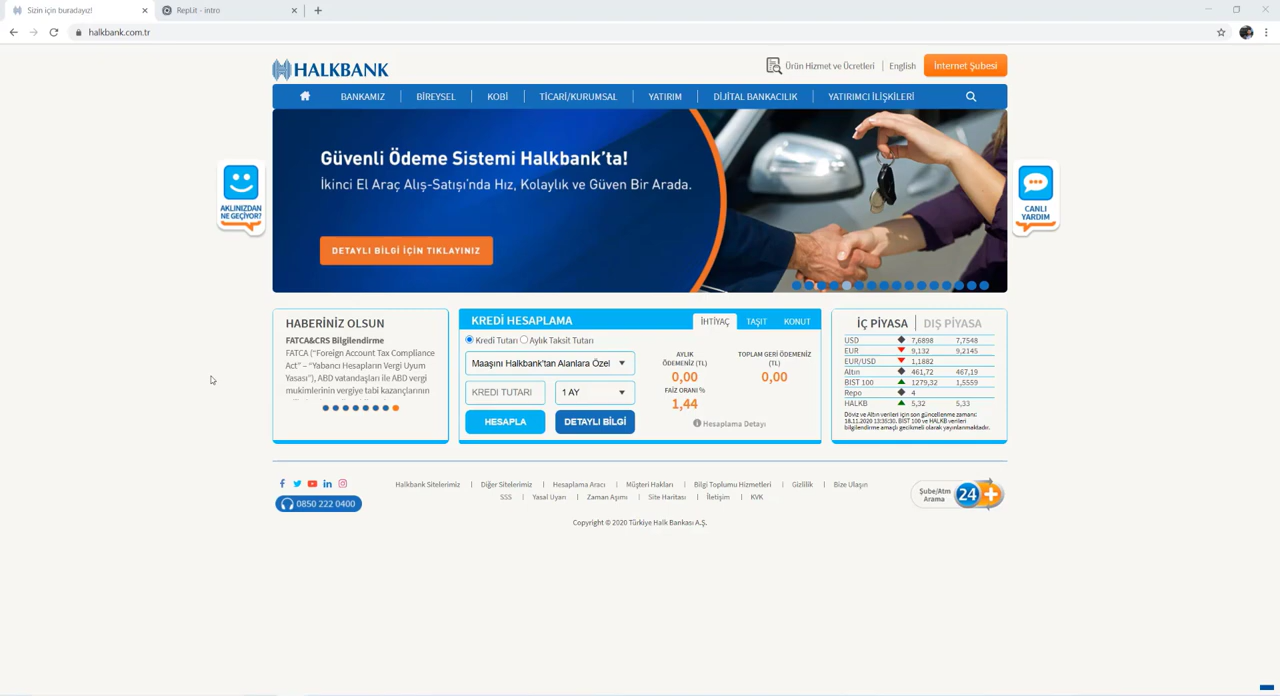 Sizin için buradayız!
Repl.it - intro
halkbank.com.tr
HALKBANK
Ürün Hizmet ve Ücretleri
English
İnternet Şubesi
BANKAMIZ
BİREYSEL
KOBİ
TİCARİ/KURUMSAL
YATIRIM
DİJİTAL BANKACILIK
YATIRIMCI İLİŞKİLERİ
Güvenli Ödeme Sistemi Halkbank'ta!
İkinci El Araç Alış-Satışı'nda Hız, Kolaylık ve Güven Bir Arada.
DETAYLI BİLGİ İÇİN TIKLAYINIZ
AKLINIZDAN
NE GEÇİYOR?
CANLI
YARDIM
HABERİNİZ OLSUN
FATCA&CRS Bilgilendirme
FATCA ("Foreign Account Tax Compliance
Act" – "Yabancı Hesapların Vergi Uyum
Yasası"), ABD vatandaşları ile ABD vergi
mukimlerinin vergiye tabi kazançlarının
KREDİ HESAPLAMA
İHTİYAÇ
TAŞIT
KONUT
Kredi Tutarı
Aylık Taksit Tutarı
Maaşını Halkbank'tan Alanlara Özel
KREDİ TUTARI
1 AY
HESAPLA
DETAYLI BİLGİ
AYLIK
ÖDEMENİZ (TL)
0,00
FAİZ ORANI %
1,44
TOPLAM GERİ ÖDEMENİZ
(TL)
0,00
Hesaplama Detayı
İÇ PİYASA
DIŞ PİYASA
USD 7,6898 7,7548
EUR 9,132 9,2145
EUR/USD 1,1882
Altın 461,72 467,19
BIST 100 1279,32 1,5559
Repo 4
HALKB 5,32 5,33
Döviz ve Altın verileri için son güncellenme zamanı:
18.11.2020 13:35:30. BIST 100 ve HALKB verileri
bilgilendirme amaçlı gecikmeli olarak yayınlanmaktadır.
0850 222 0400
Halkbank Sitelerimiz
Diğer Sitelerimiz
Hesaplama Aracı
Müşteri Hakları
Bilgi Toplumu Hizmetleri
Gizlilik
Bize Ulaşın
SSS
Yasal Uyarı
Zaman Aşımı
Site Haritası
İletişim
KVK
Şube/Atm
Arama
24
Copyright © 2020 Türkiye Halk Bankası A.Ş.